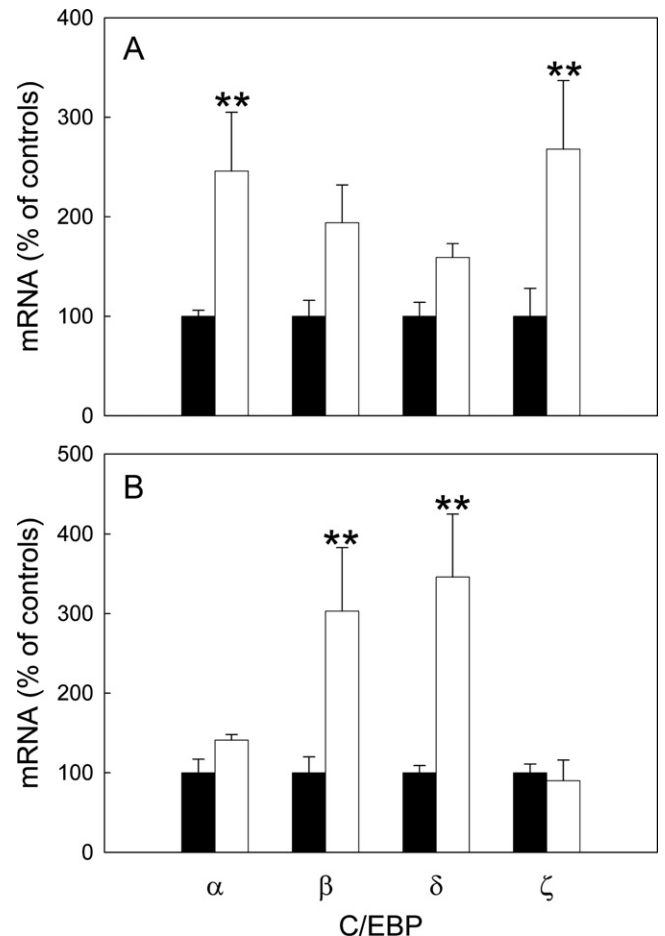 A
mRNA (% of controls)
400
300
200
100
0
**
**
B
mRNA (% of controls)
500
400
300
200
100
0
**
**
α β δ ζ
C/EBP